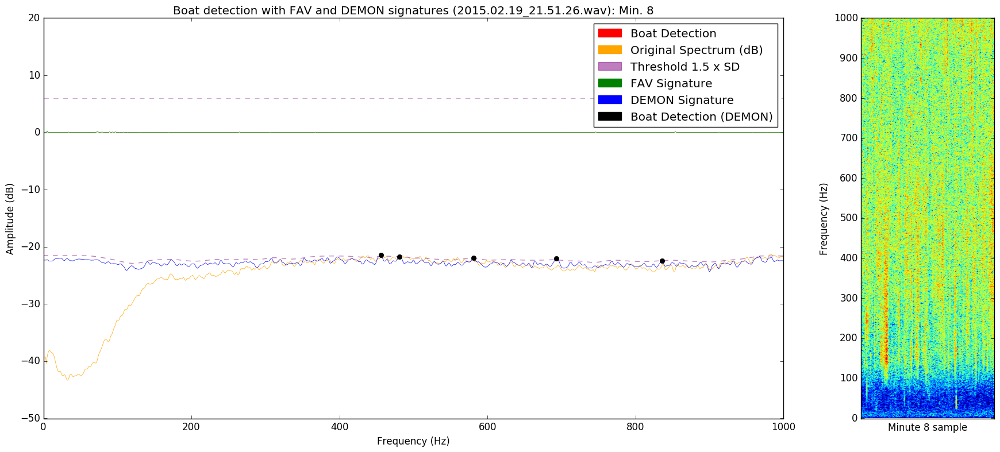 Boat detection with FAV and DEMON signatures (2015.02.19_21.51.26.wav): Min. 8
Boat Detection
Original Spectrum (dB)
Threshold 1.5 x SD
FAV Signature
DEMON Signature
Boat Detection (DEMON)
20
10
0
−10
−20
−30
−40
−50
Amplitude (dB)
0
200
400
600
800
1000
Frequency (Hz)
1000
900
800
700
600
500
400
300
200
100
0
Frequency (Hz)
Minute 8 sample